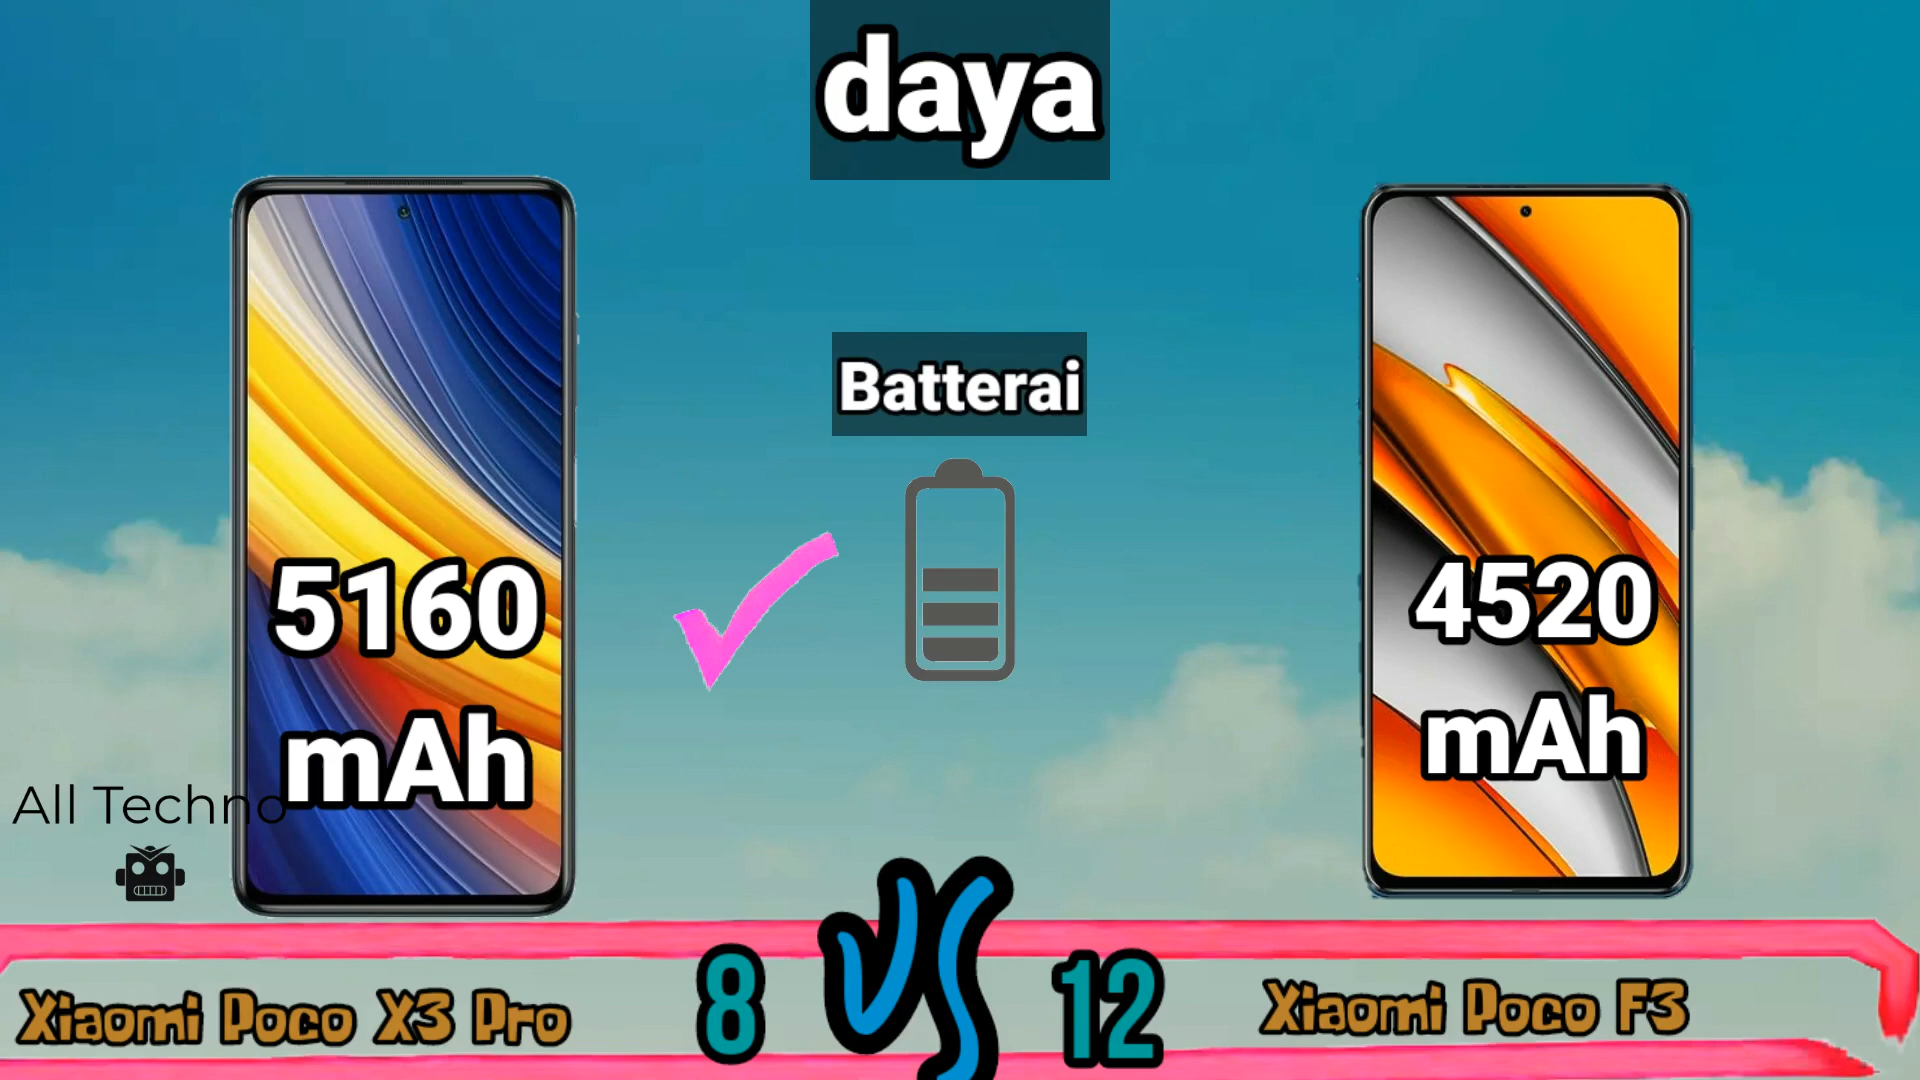 daya
Batterai
5160
mAh
4520
mAh
All Techno
Xiaomi Poco X3 Pro
8
VS
12
Xiaomi Poco F3